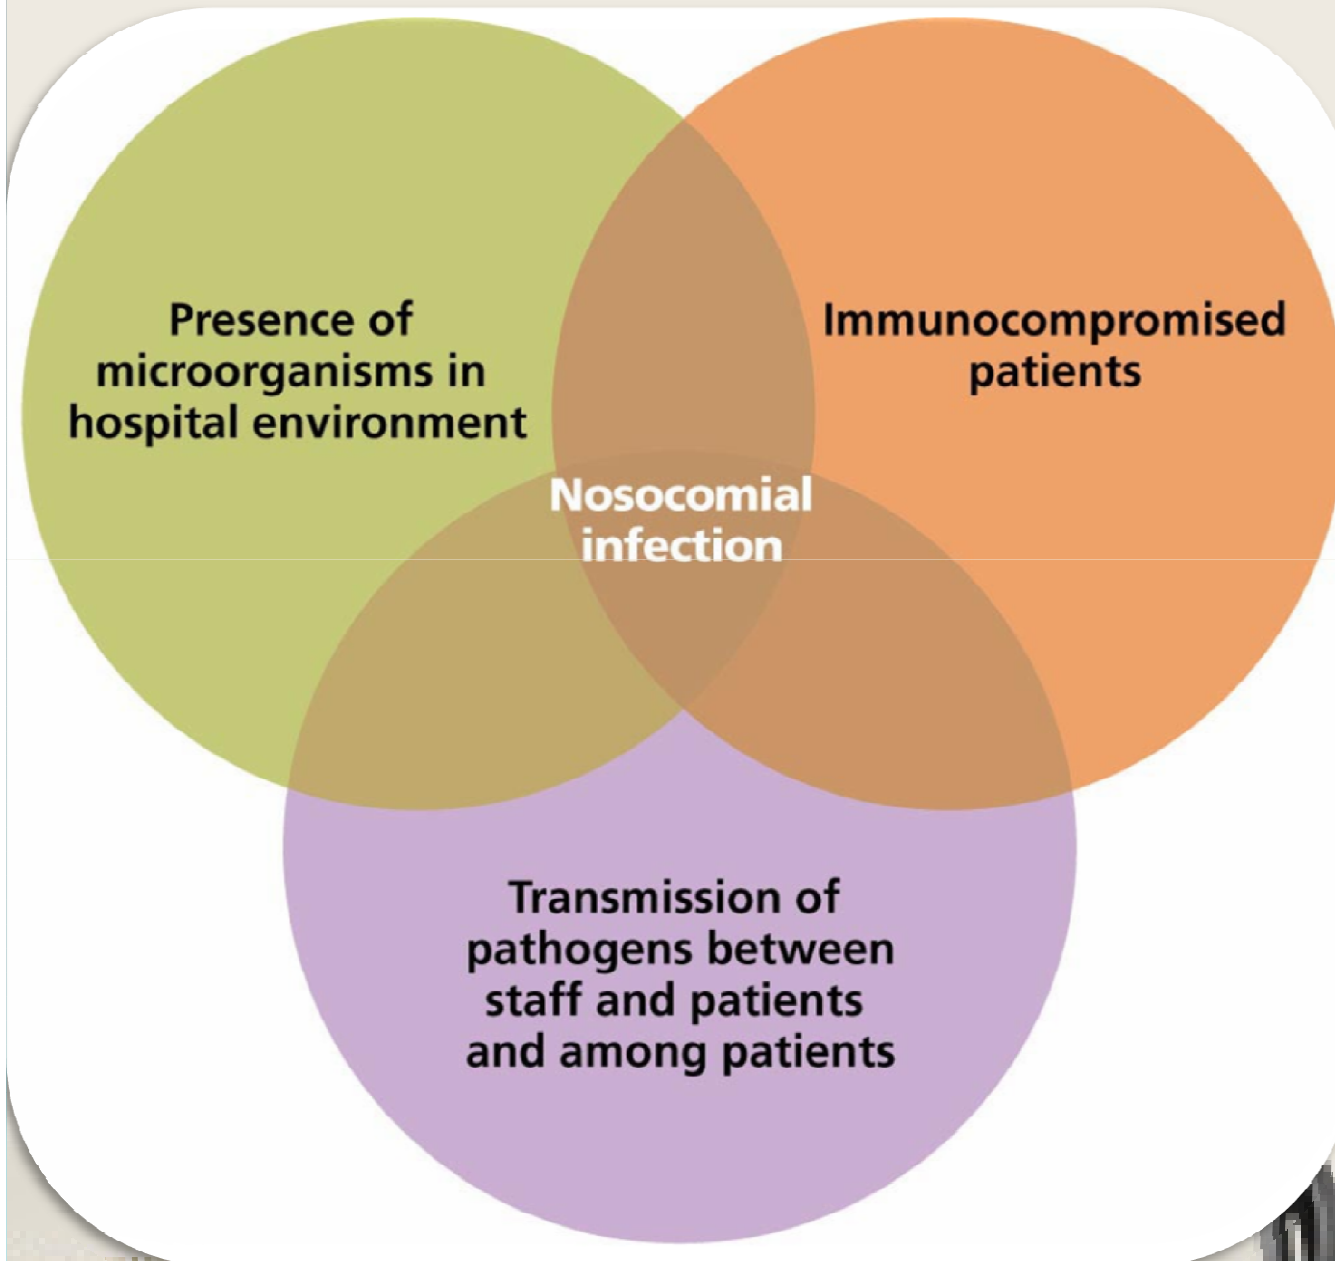 Presence of
microorganisms in
hospital environment
Immunocompromised
patients
Nosocomial
infection
Transmission of
pathogens between
staff and patients
and among patients